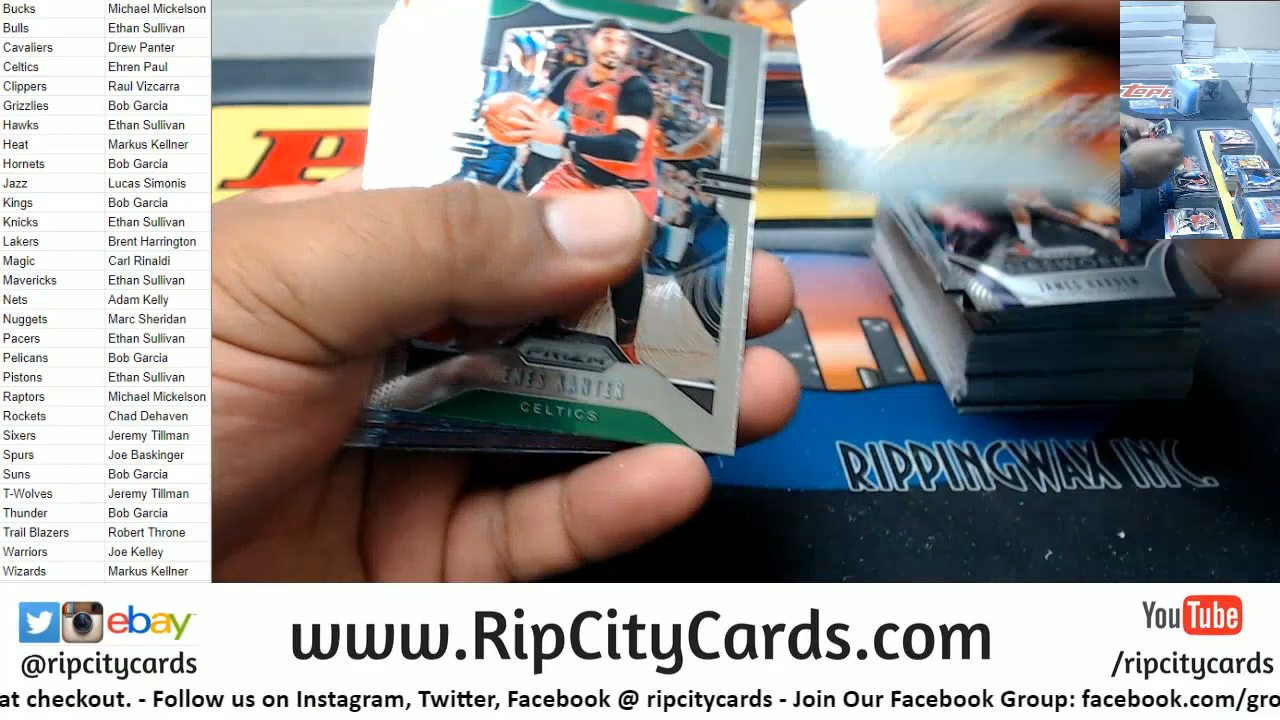 Bucks Michael Mickelson
Bulls Ethan Sullivan
Cavaliers Drew Panter
Celtics Ehren Paul
Clippers Raul Vizcarra
Grizzlies Bob Garcia
Hawks Ethan Sullivan
Heat Markus Kellner
Hornets Bob Garcia
Jazz Lucas Simonis
Kings Bob Garcia
Knicks Ethan Sullivan
Lakers Brent Harrington
Magic Carl Rinaldi
Mavericks Ethan Sullivan
Nets Adam Kelly
Nuggets Marc Sheridan
Pacers Ethan Sullivan
Pelicans Bob Garcia
Pistons Ethan Sullivan
Raptors Michael Mickelson
Rockets Chad Dehaven
Sixers Jeremy Tillman
Spurs Joe Baskinger
Suns Bob Garcia
T-Wolves Jeremy Tillman
Thunder Bob Garcia
Trail Blazers Robert Throne
Warriors Joe Kelley
Wizards Markus Kellner
PRIZM
ENES KANTER
CELTICS
JAMES HARDEN
RIPPINGWAX INC.
TOPPS
ebay
@ripcitycards
www.RipCityCards.com
YouTube
/ripcitycards
at checkout. - Follow us on Instagram, Twitter, Facebook @ ripcitycards - Join Our Facebook Group: facebook.com/gro